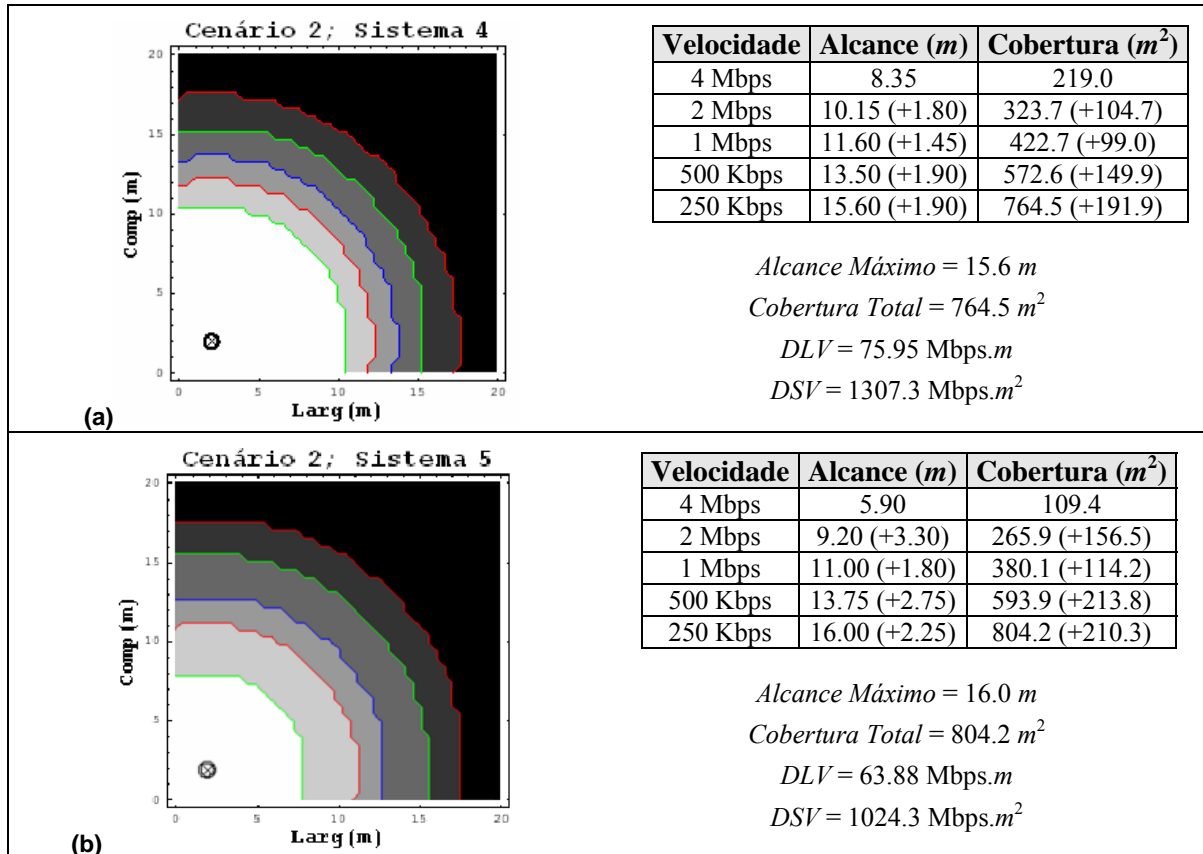 Cenário 2; Sistema 4
20
15
10
5
0
Comp (m)
0 5 10 15 20
Larg (m)
(a)
Velocidade Alcance (m) Cobertura (m²)
4 Mbps 8.35 219.0
2 Mbps 10.15 (+1.80) 323.7 (+104.7)
1 Mbps 11.60 (+1.45) 422.7 (+99.0)
500 Kbps 13.50 (+1.90) 572.6 (+149.9)
250 Kbps 15.60 (+1.90) 764.5 (+191.9)
Alcance Máximo = 15.6 m
Cobertura Total = 764.5 m²
DLV = 75.95 Mbps.m
DSV = 1307.3 Mbps.m²
Cenário 2; Sistema 5
20
15
10
5
0
Comp (m)
0 5 10 15 20
Larg (m)
(b)
Velocidade Alcance (m) Cobertura (m²)
4 Mbps 5.90 109.4
2 Mbps 9.20 (+3.30) 265.9 (+156.5)
1 Mbps 11.00 (+1.80) 380.1 (+114.2)
500 Kbps 13.75 (+2.75) 593.9 (+213.8)
250 Kbps 16.00 (+2.25) 804.2 (+210.3)
Alcance Máximo = 16.0 m
Cobertura Total = 804.2 m²
DLV = 63.88 Mbps.m
DSV = 1024.3 Mbps.m²